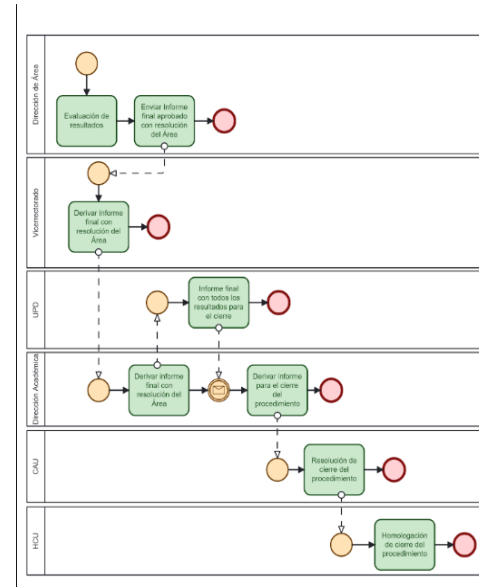 Dirección de Área
Evaluación de
resultados
Enviar Informe
final aprobado
con resolución
del Área
Vicerrectorado
Derivar Informe
final con
resolución del
Área
UPD
Informe final
con todos los
resultados para
el cierre
Dirección Académica
Derivar informe
final con
resolución del
Área
Derivar informe
para el cierre
del
procedimiento
CAU
Resolución de
cierre del
procedimiento
HCU
Homologación
de cierre del
procedimiento